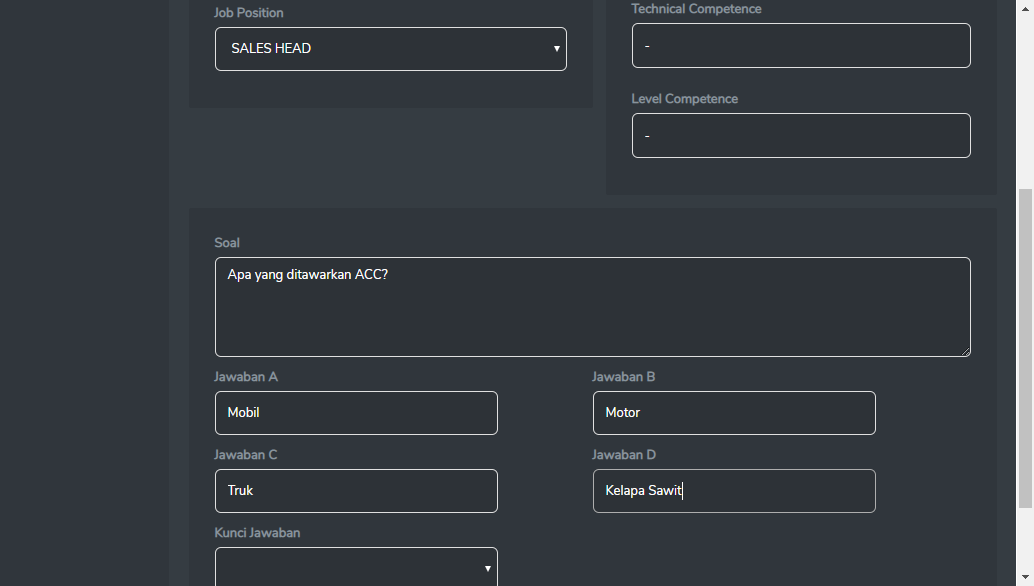 Job Position
SALES HEAD
Technical Competence
-
Level Competence
-
Soal
Apa yang ditawarkan ACC?
Jawaban A
Mobil
Jawaban B
Motor
Jawaban C
Truk
Jawaban D
Kelapa Sawit
Kunci Jawaban